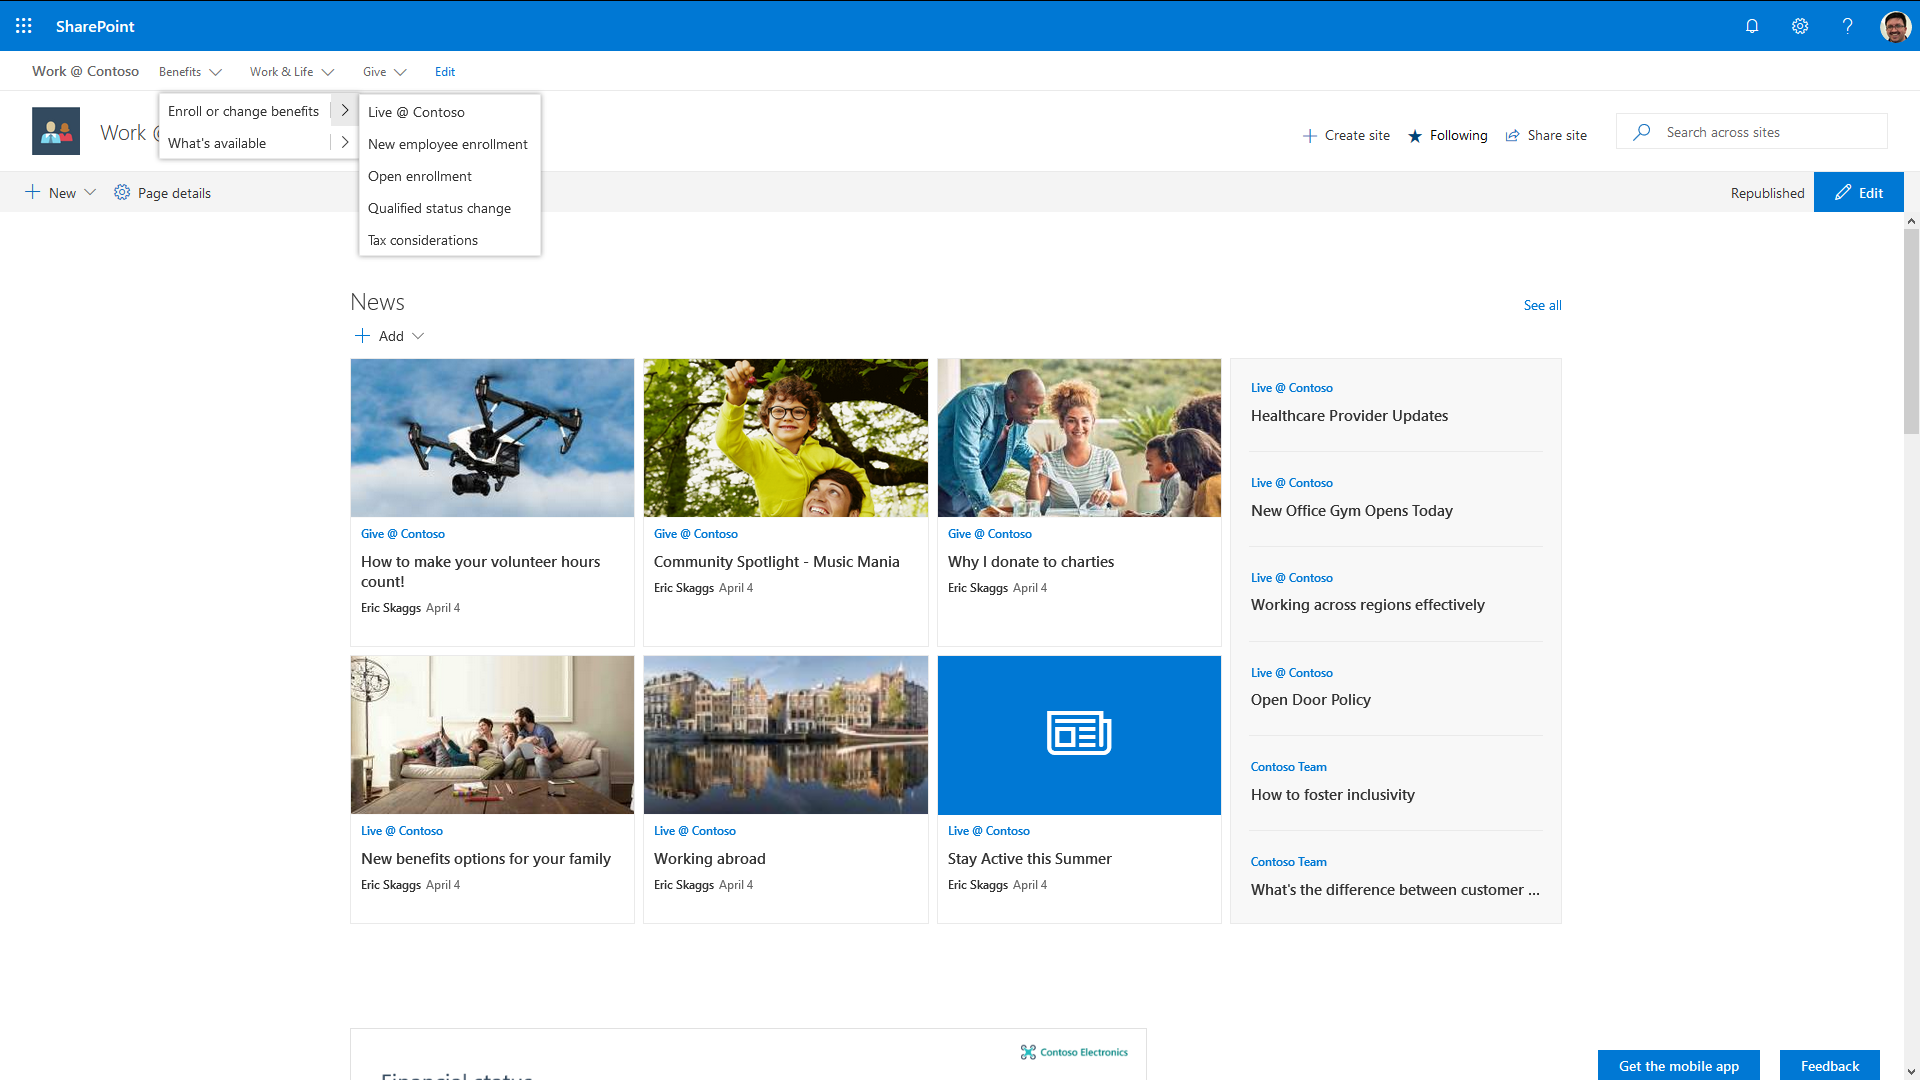 SharePoint
Work @ Contoso
Benefits
Work & Life
Give
Edit
Enroll or change benefits
What's available
Live @ Contoso
New employee enrollment
Open enrollment
Qualified status change
Tax considerations
Work
Create site
Following
Share site
Search across sites
New
Page details
Republished
Edit
News
See all
Add
Give @ Contoso
How to make your volunteer hours
count!
Eric Skaggs April 4
Give @ Contoso
Community Spotlight - Music Mania
Eric Skaggs April 4
Give @ Contoso
Why I donate to charties
Eric Skaggs April 4
Live @ Contoso
Healthcare Provider Updates
Live @ Contoso
New Office Gym Opens Today
Live @ Contoso
Working across regions effectively
Live @ Contoso
Open Door Policy
Contoso Team
How to foster inclusivity
Contoso Team
What's the difference between customer ...
Live @ Contoso
New benefits options for your family
Eric Skaggs April 4
Live @ Contoso
Working abroad
Eric Skaggs April 4
Live @ Contoso
Stay Active this Summer
Eric Skaggs April 4
Contoso Electronics
Financial status
Get the mobile app
Feedback